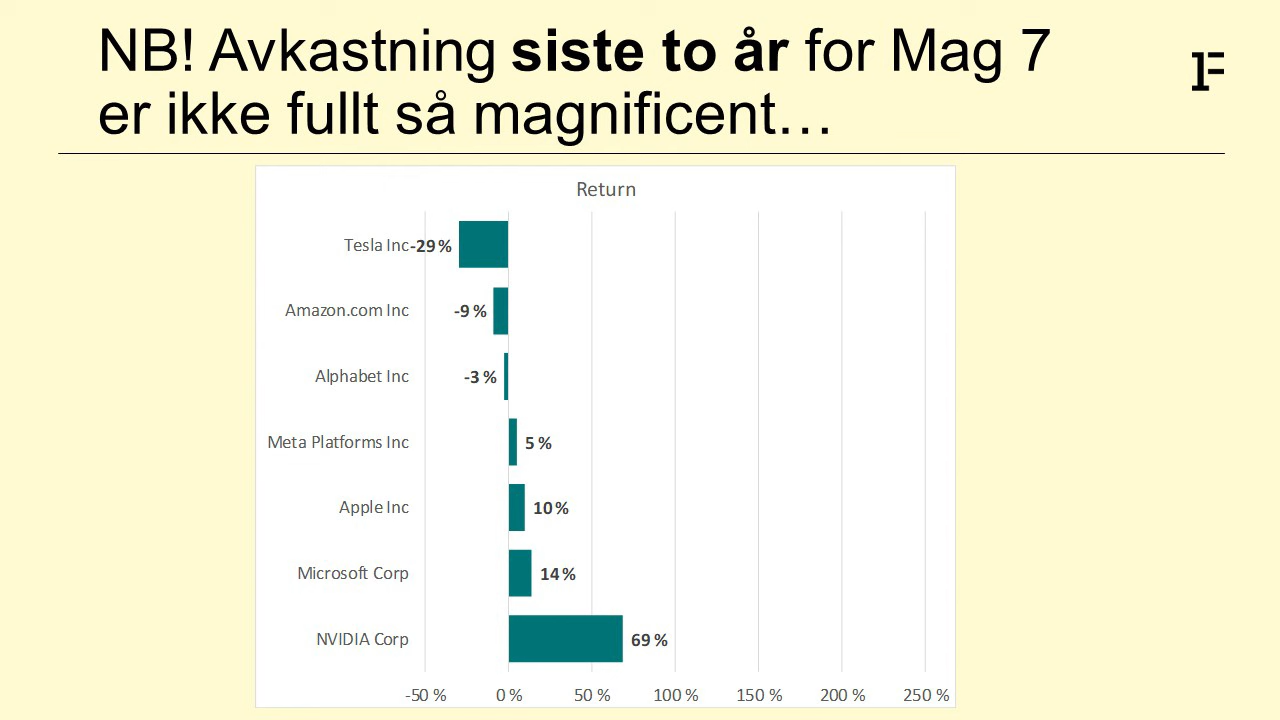 NB! Avkastning siste to år for Mag 7
er ikke fullt så magnificent…
1F
Return
Tesla Inc -29 %
Amazon.com Inc -9 %
Alphabet Inc -3 %
Meta Platforms Inc 5 %
Apple Inc 10 %
Microsoft Corp 14 %
NVIDIA Corp 69 %
-50 % 0 % 50 % 100 % 150 % 200 % 250 %